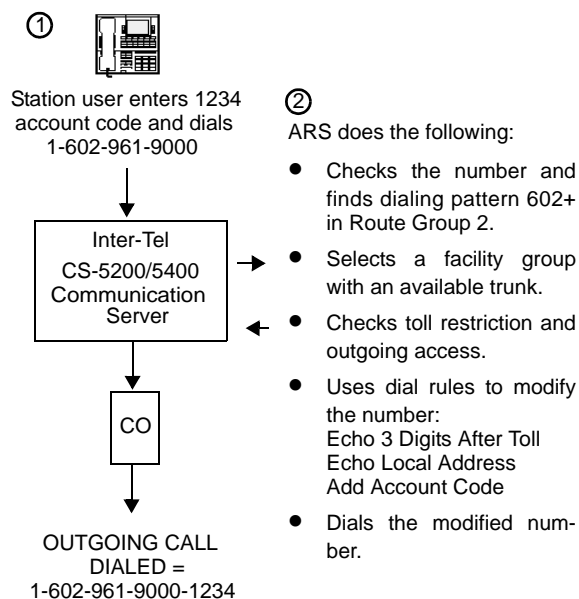 ①
Station user enters 1234
account code and dials
1-602-961-9000
Inter-Tel
CS-5200/5400
Communication
Server
CO
OUTGOING CALL
DIALED =
1-602-961-9000-1234
②
ARS does the following:
● Checks the number and
finds dialing pattern 602+
in Route Group 2.
● Selects a facility group
with an available trunk.
● Checks toll restriction and
outgoing access.
● Uses dial rules to modify
the number:
Echo 3 Digits After Toll
Echo Local Address
Add Account Code
● Dials the modified num-
ber.